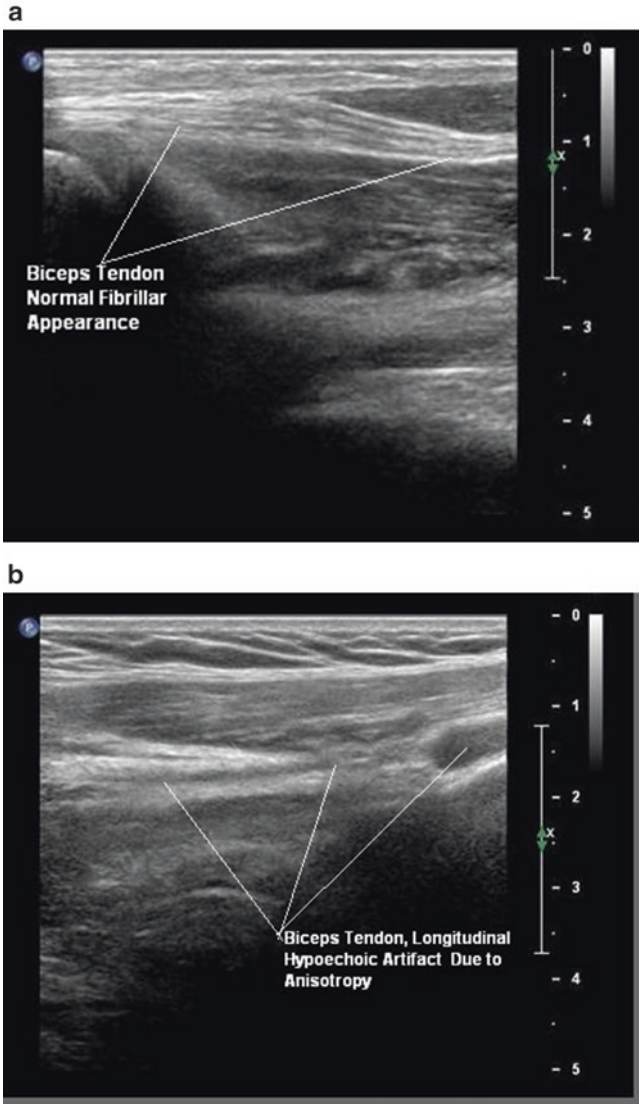 a
P
0
X
1
2
3
4
5
Biceps Tendon
Normal Fibrillar
Appearance
b
P
0
1
2
X
3
4
5
Biceps Tendon, Longitudinal
Hypoechoic Artifact Due to
Anisotropy